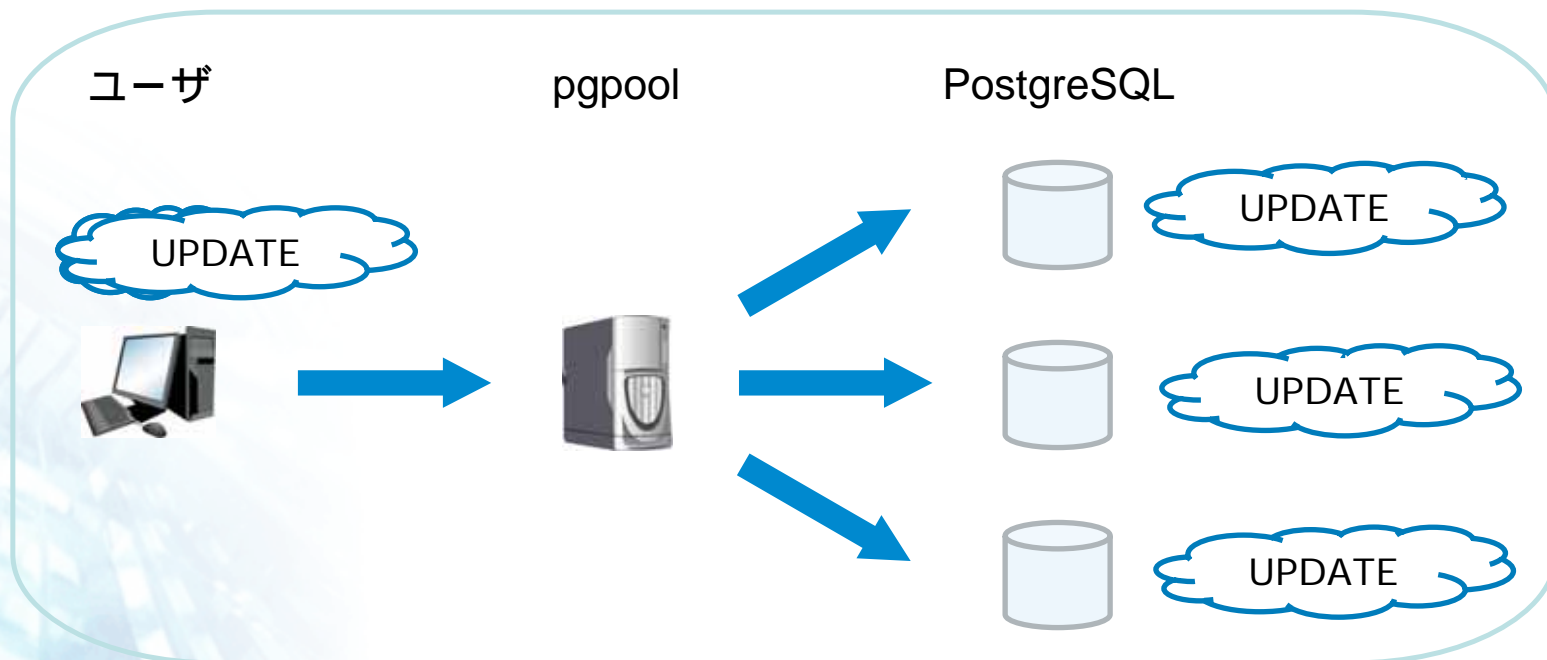 ユーザ
pgpool
PostgreSQL
UPDATE
UPDATE
UPDATE
UPDATE